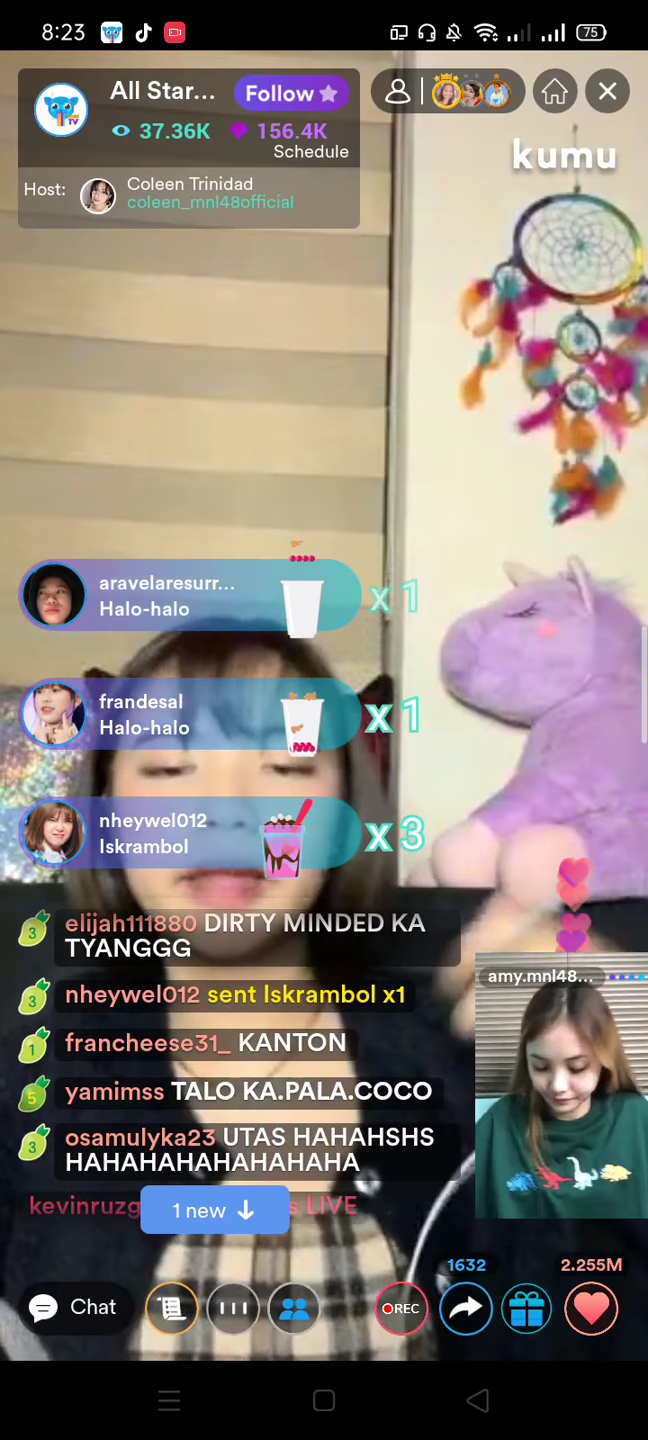 8:23
75
All Star...
Follow
37.36K
156.4K
Schedule
Host:
Coleen Trinidad
coleen_mnl48official
kumu
aravelaresurr...
Halo-halo
x 1
frandesal
Halo-halo
x 1
nheywel012
Iskrambol
x 3
3
elijah111880 DIRTY MINDED KA
TYANGGG
3
nheywel012 sent Iskrambol x1
1
francheese31_ KANTON
5
yamimss TALO KA.PALA.COCO
3
osamulyka23 UTAS HAHAHSHS
HAHAHAHAHAHAHAHA
LIVE
1 new
amy.mnl48...
1632
2.255M
Chat
REC